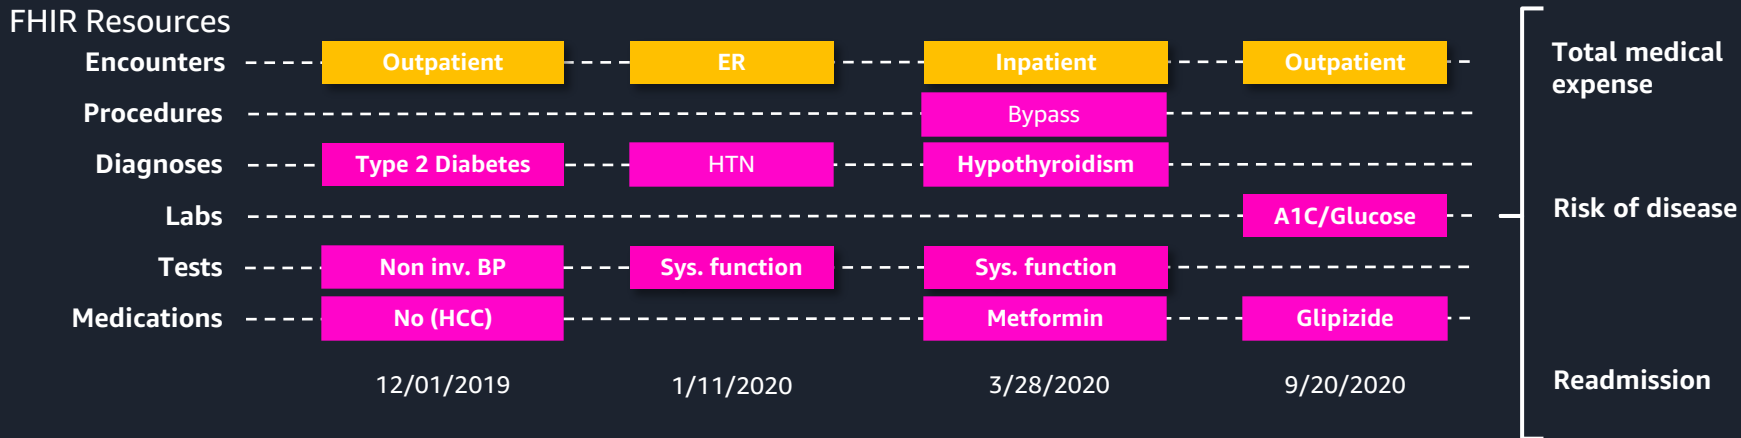 FHIR Resources
Encounters Outpatient ER Inpatient Outpatient
Procedures Bypass
Diagnoses Type 2 Diabetes HTN Hypothyroidism
Labs A1C/Glucose
Tests Non inv. BP Sys. function Sys. function
Medications No (HCC) Metformin Glipizide
12/01/2019 1/11/2020 3/28/2020 9/20/2020
Total medical
expense
Risk of disease
Readmission